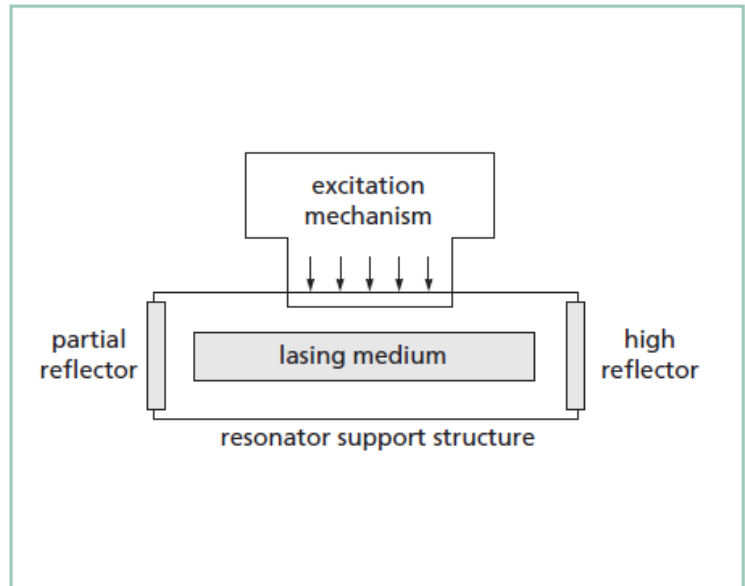 excitation
mechanism
partial
reflector
lasing medium
high
reflector
resonator support structure